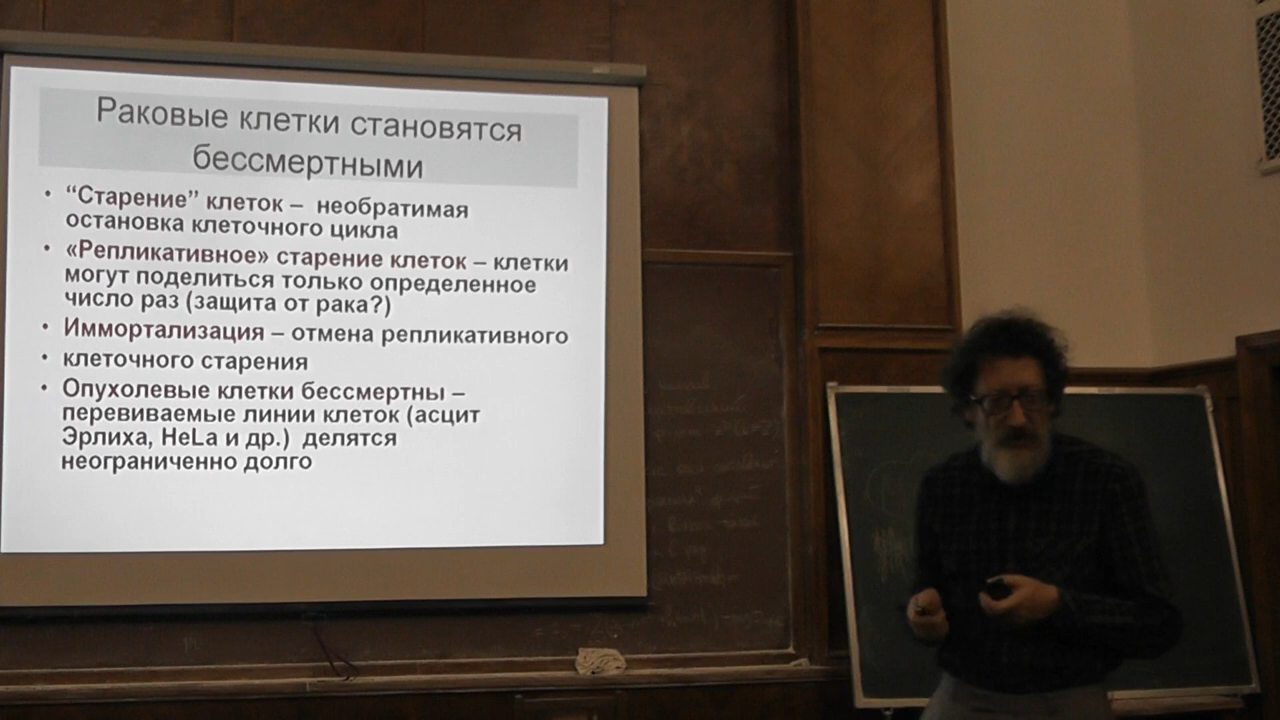 Раковые клетки становятся
бессмертными
• “Старение” клеток – необратимая
остановка клеточного цикла
• «Репликативное» старение клеток – клетки
могут поделиться только определенное
число раз (защита от рака?)
• Иммортализация – отмена репликативного
• клеточного старения
• Опухолевые клетки бессмертны –
перевиваемые линии клеток (асцит
Эрлиха, HeLa и др.) делятся
неограниченно долго